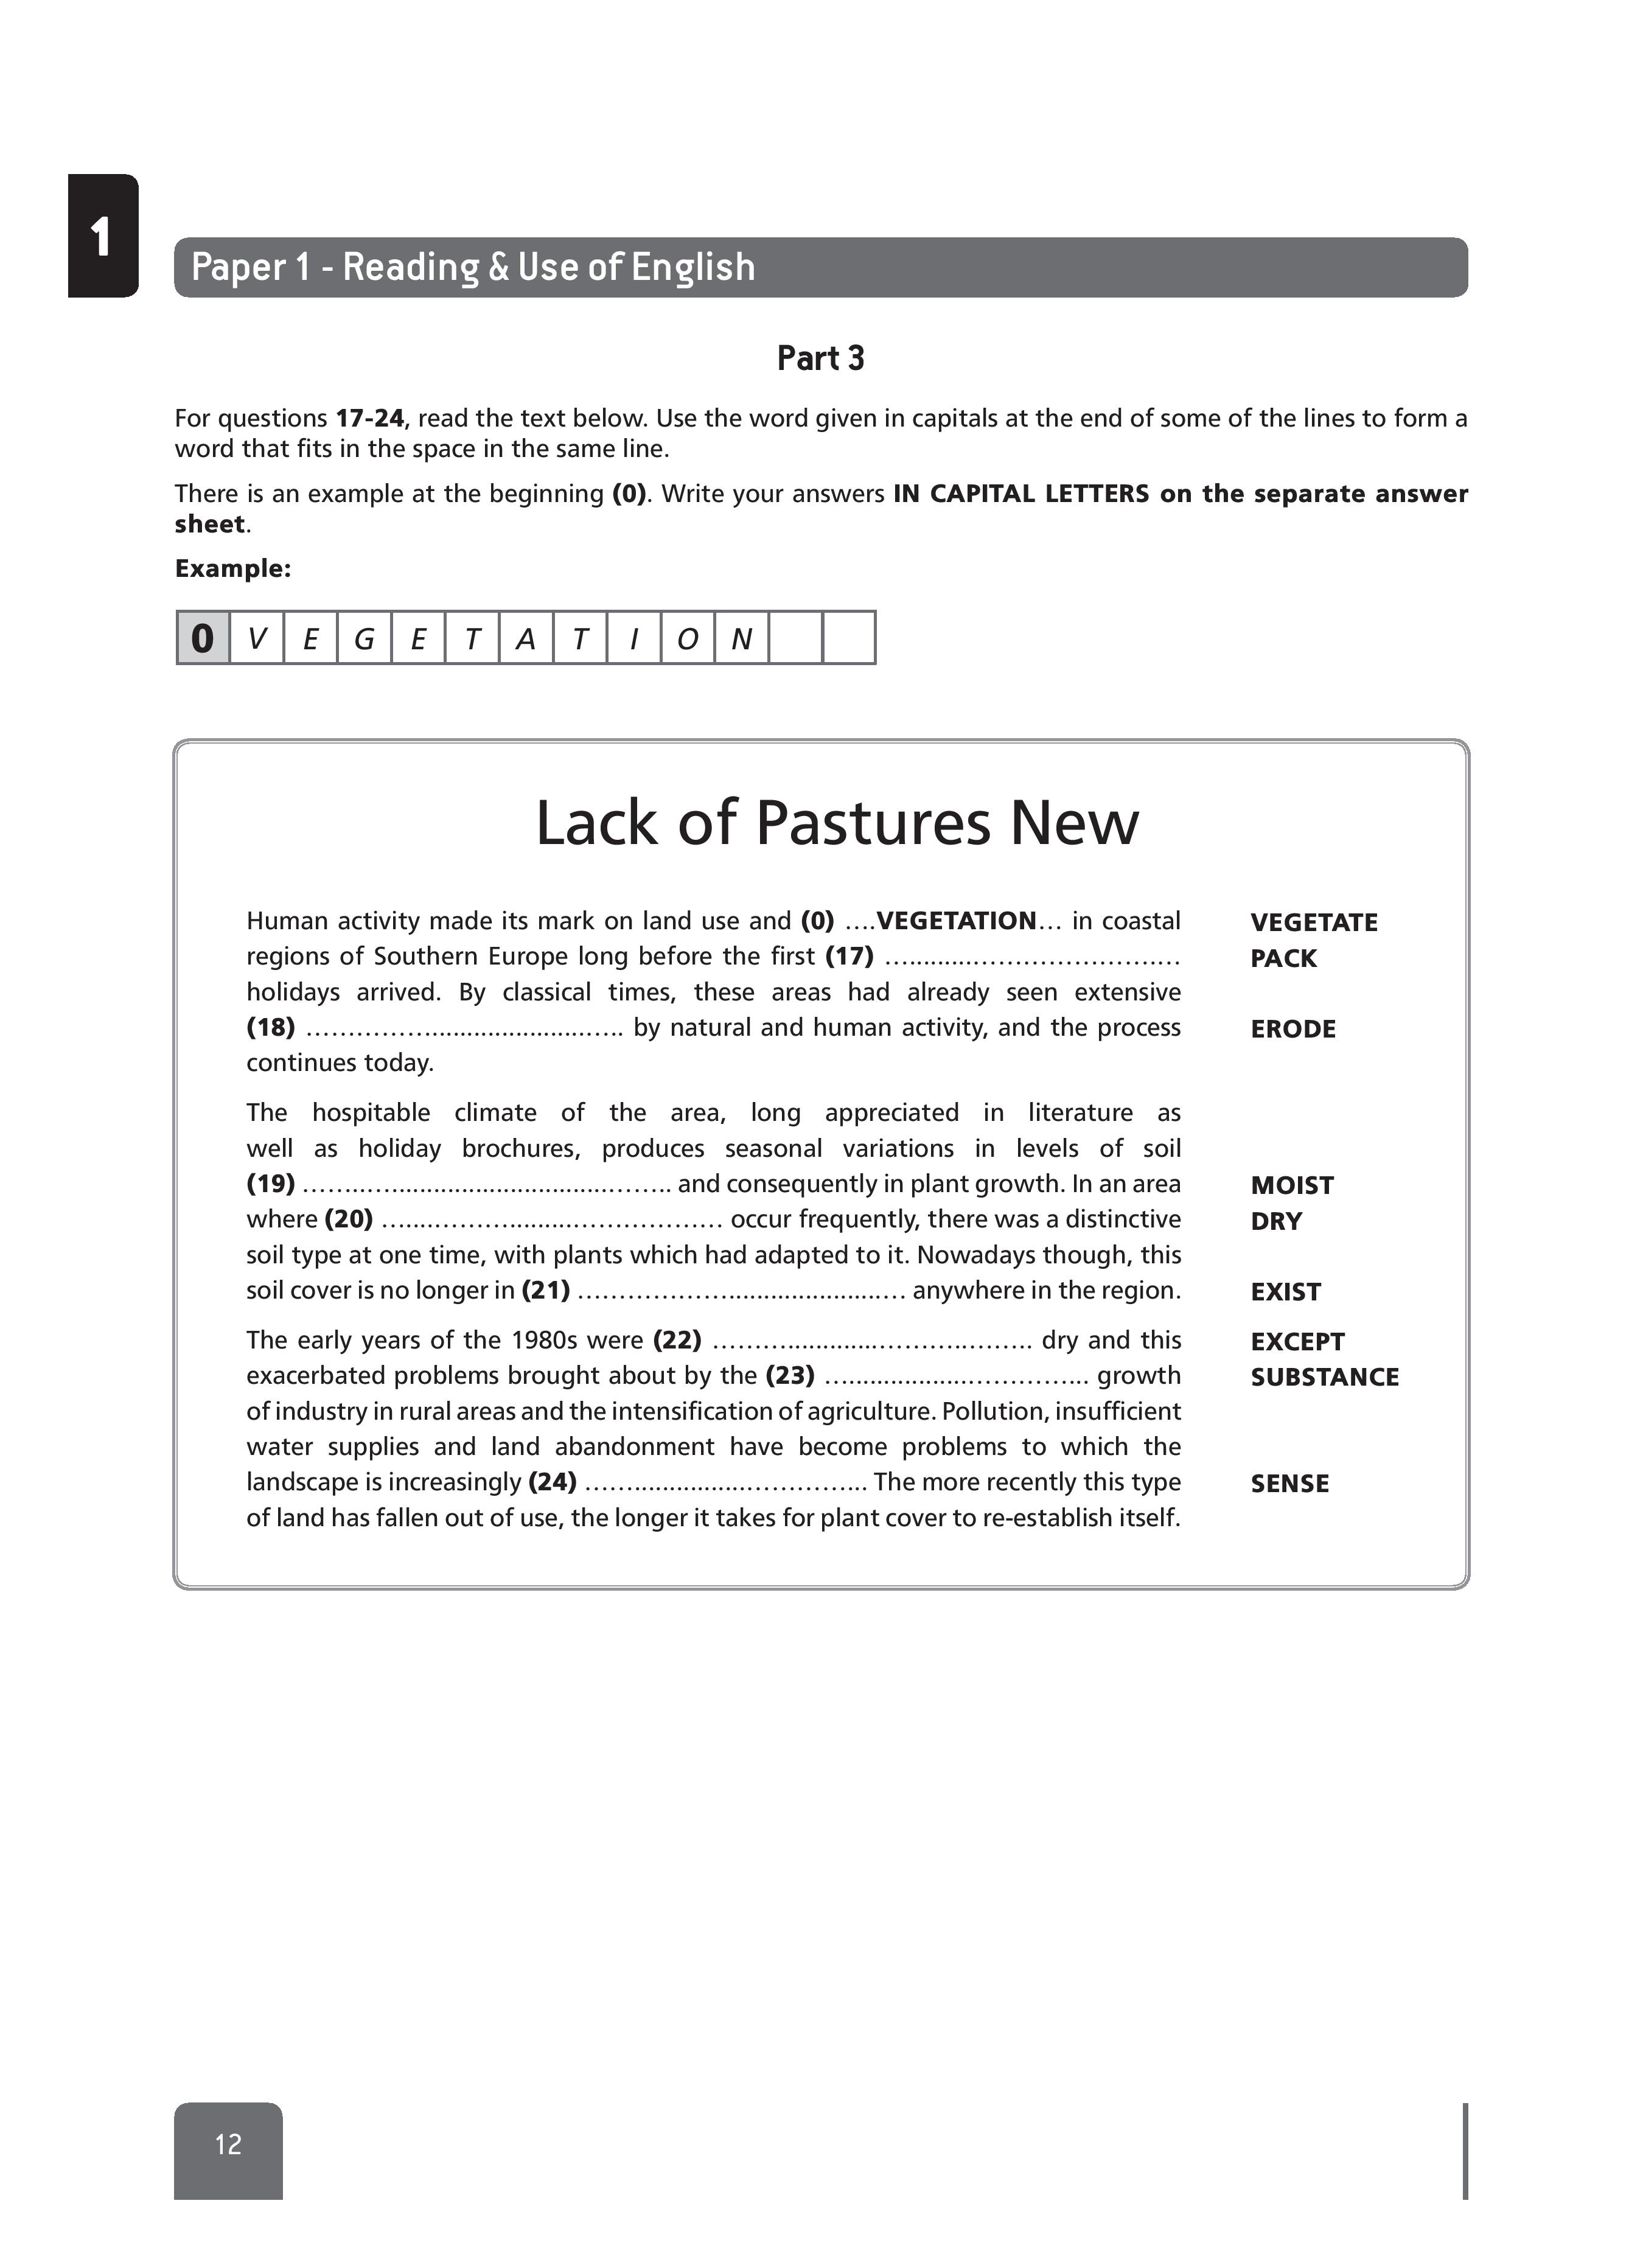 1
Paper 1 - Reading & Use of English
Part 3
For questions 17-24, read the text below. Use the word given in capitals at the end of some of the lines to form a
word that fits in the space in the same line.
There is an example at the beginning (0). Write your answers IN CAPITAL LETTERS on the separate answer
sheet.
Example:
0 V E G E T A T I O N
Lack of Pastures New
Human activity made its mark on land use and (0) ....VEGETATION... in coastal VEGETATE
regions of Southern Europe long before the first (17) ................................. PACK
holidays arrived. By classical times, these areas had already seen extensive
(18) ................................. by natural and human activity, and the process ERODE
continues today.
The hospitable climate of the area, long appreciated in literature as
well as holiday brochures, produces seasonal variations in levels of soil
(19) ................................. and consequently in plant growth. In an area MOIST
where (20) ................................. occur frequently, there was a distinctive DRY
soil type at one time, with plants which had adapted to it. Nowadays though, this
soil cover is no longer in (21) ................................. anywhere in the region. EXIST
The early years of the 1980s were (22) ................................. dry and this EXCEPT
exacerbated problems brought about by the (23) ................................. growth SUBSTANCE
of industry in rural areas and the intensification of agriculture. Pollution, insufficient
water supplies and land abandonment have become problems to which the
landscape is increasingly (24) ................................. The more recently this type SENSE
of land has fallen out of use, the longer it takes for plant cover to re-establish itself.
12